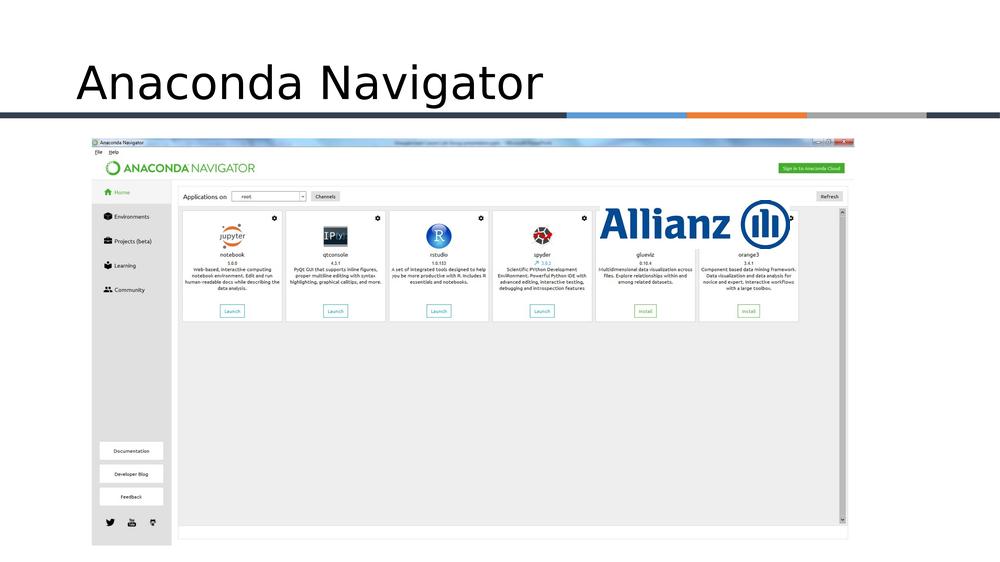 Anaconda Navigator
Anaconda Navigator
File Help
ANACONDA NAVIGATOR
Sign in to Anaconda Cloud
Home
Environments
Projects (beta)
Learning
Community
Documentation
Developer Blog
Feedback
Applications on root Channels
Refresh
jupyter
notebook
5.0.0
Web-based, interactive computing
notebook environment. Edit and run
human-readable docs while describing the
data analysis.
Launch
IP[y]:
qtconsole
4.3.1
PyQt GUI that supports inline figures,
proper multiline editing with syntax
highlighting, graphical calltips, and more.
Launch
R
rstudio
1.0.153
A set of integrated tools designed to help
you be more productive with R. Includes R
essentials and notebooks.
Launch
spyder
3.0.2
Scientific PYthon Development
EnviRonment. Powerful Python IDE with
advanced editing, interactive testing,
debugging and introspection features
Launch
Allianz
glueviz
0.10.4
Multidimensional data visualization across
files. Explore relationships within and
among related datasets.
Install
orange3
3.4.1
Component based data mining framework.
Data visualization and data analysis for
novice and expert. Interactive workflows
with a large toolbox.
Install